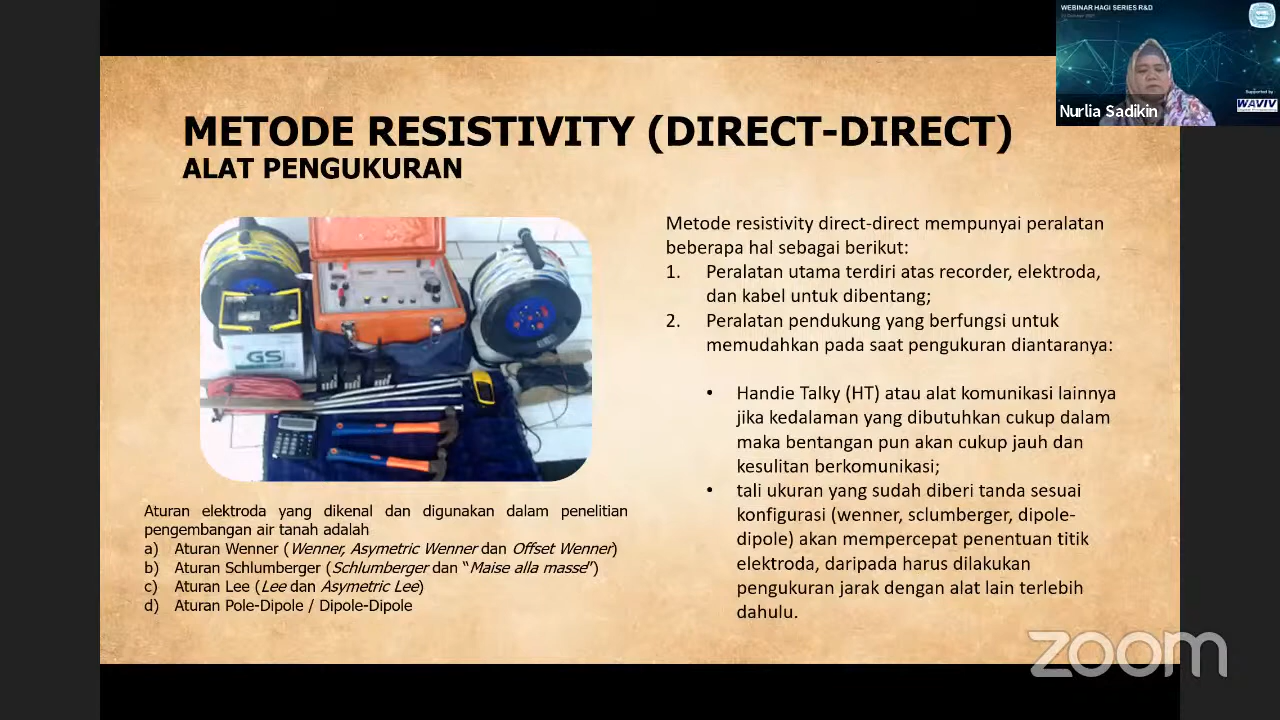 WEBINAR HAGI SERIES R&D
Supported by :
WAVIV
Nurlia Sadikin
METODE RESISTIVITY (DIRECT-DIRECT)
ALAT PENGUKURAN
GS
Metode resistivity direct-direct mempunyai peralatan
beberapa hal sebagai berikut:
1. Peralatan utama terdiri atas recorder, elektroda,
dan kabel untuk dibentang;
2. Peralatan pendukung yang berfungsi untuk
memudahkan pada saat pengukuran diantaranya:
• Handie Talky (HT) atau alat komunikasi lainnya
jika kedalaman yang dibutuhkan cukup dalam
maka bentangan pun akan cukup jauh dan
kesulitan berkomunikasi;
• tali ukuran yang sudah diberi tanda sesuai
konfigurasi (wenner, sclumberger, dipole-
dipole) akan mempercepat penentuan titik
elektroda, daripada harus dilakukan
pengukuran jarak dengan alat lain terlebih
dahulu.
Aturan elektroda yang dikenal dan digunakan dalam penelitian
pengembangan air tanah adalah
a) Aturan Wenner (Wenner, Asymetric Wenner dan Offset Wenner)
b) Aturan Schlumberger (Schlumberger dan “Maise alla masse”)
c) Aturan Lee (Lee dan Asymetric Lee)
d) Aturan Pole-Dipole / Dipole-Dipole
zoom